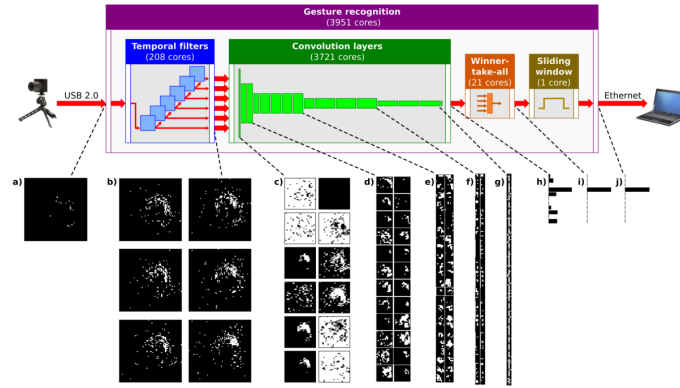 Gesture recognition
(3951 cores)
Temporal filters
(208 cores)
Convolution layers
(3721 cores)
Winner-
take-all
(21 cores)
Sliding
window
(1 core)
USB 2.0
Ethernet
a)
b)
c)
d)
e)
f)
g)
h)
i)
j)